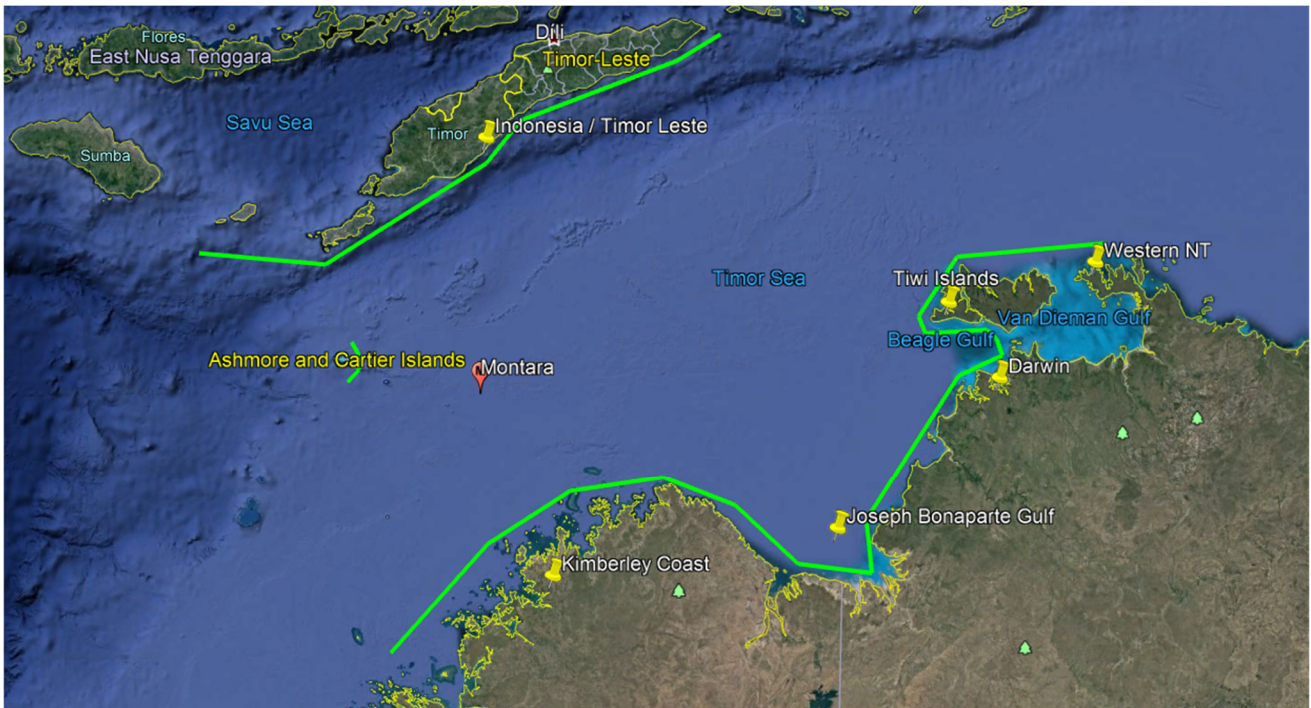 Flores
East Nusa Tenggara
Díli
Timor-Leste
Savu Sea
Timor
Indonesia / Timor Leste
Sumba
Western NT
Timor Sea
Tiwi Islands
Van Dieman Gulf
Beagle Gulf
Ashmore and Cartier Islands
Montara
Darwin
Joseph Bonaparte Gulf
Kimberley Coast